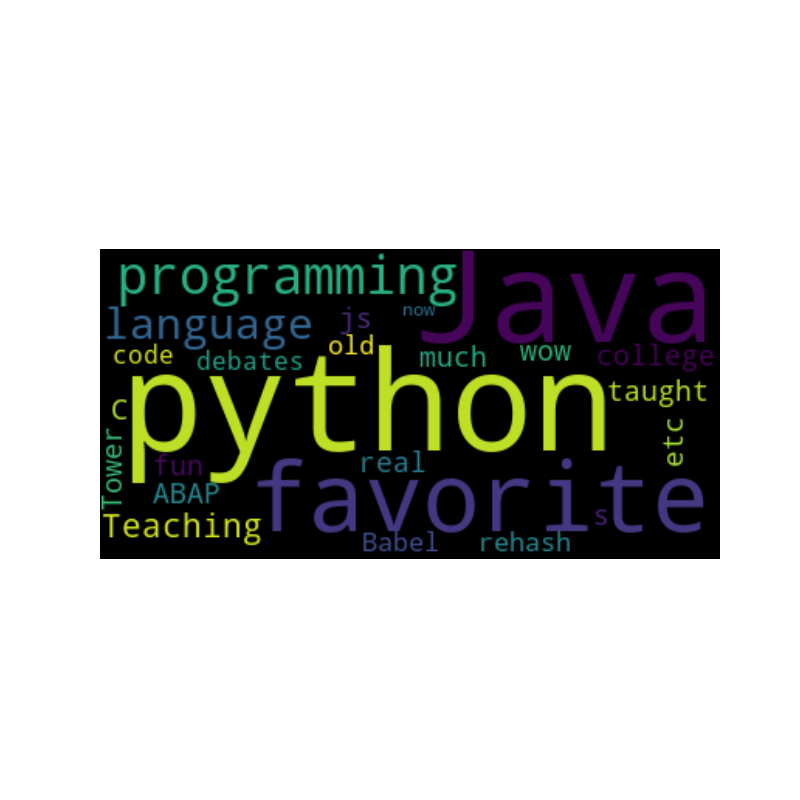 programming
Java
language
js
now
code
debates
old
much
wow
college
python
taught
C
etc
Tower
fun
real
favorite
ABAP
s
Teaching
Babel
rehash